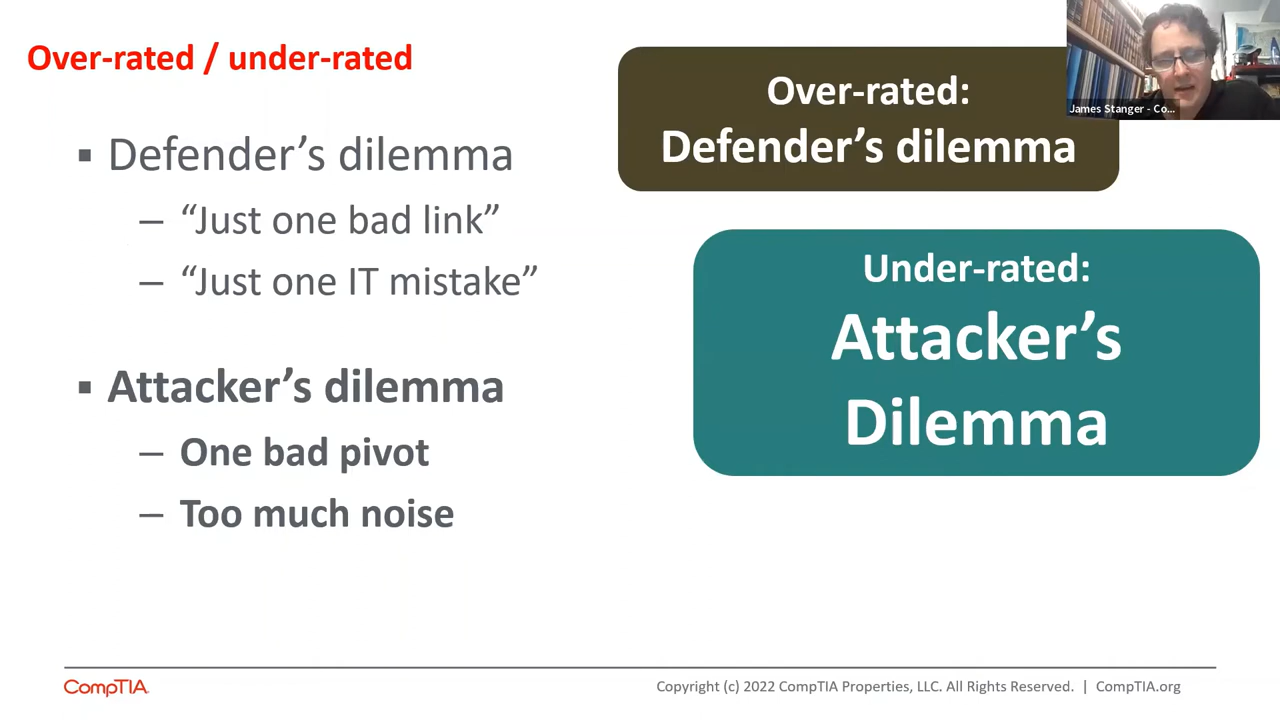 Over-rated / under-rated
▪ Defender’s dilemma
– “Just one bad link”
– “Just one IT mistake”
▪ Attacker’s dilemma
– One bad pivot
– Too much noise
Over-rated:
Defender’s dilemma
Under-rated:
Attacker’s
Dilemma
James Stanger - Co...
CompTIA
Copyright (c) 2022 CompTIA Properties, LLC. All Rights Reserved. | CompTIA.org